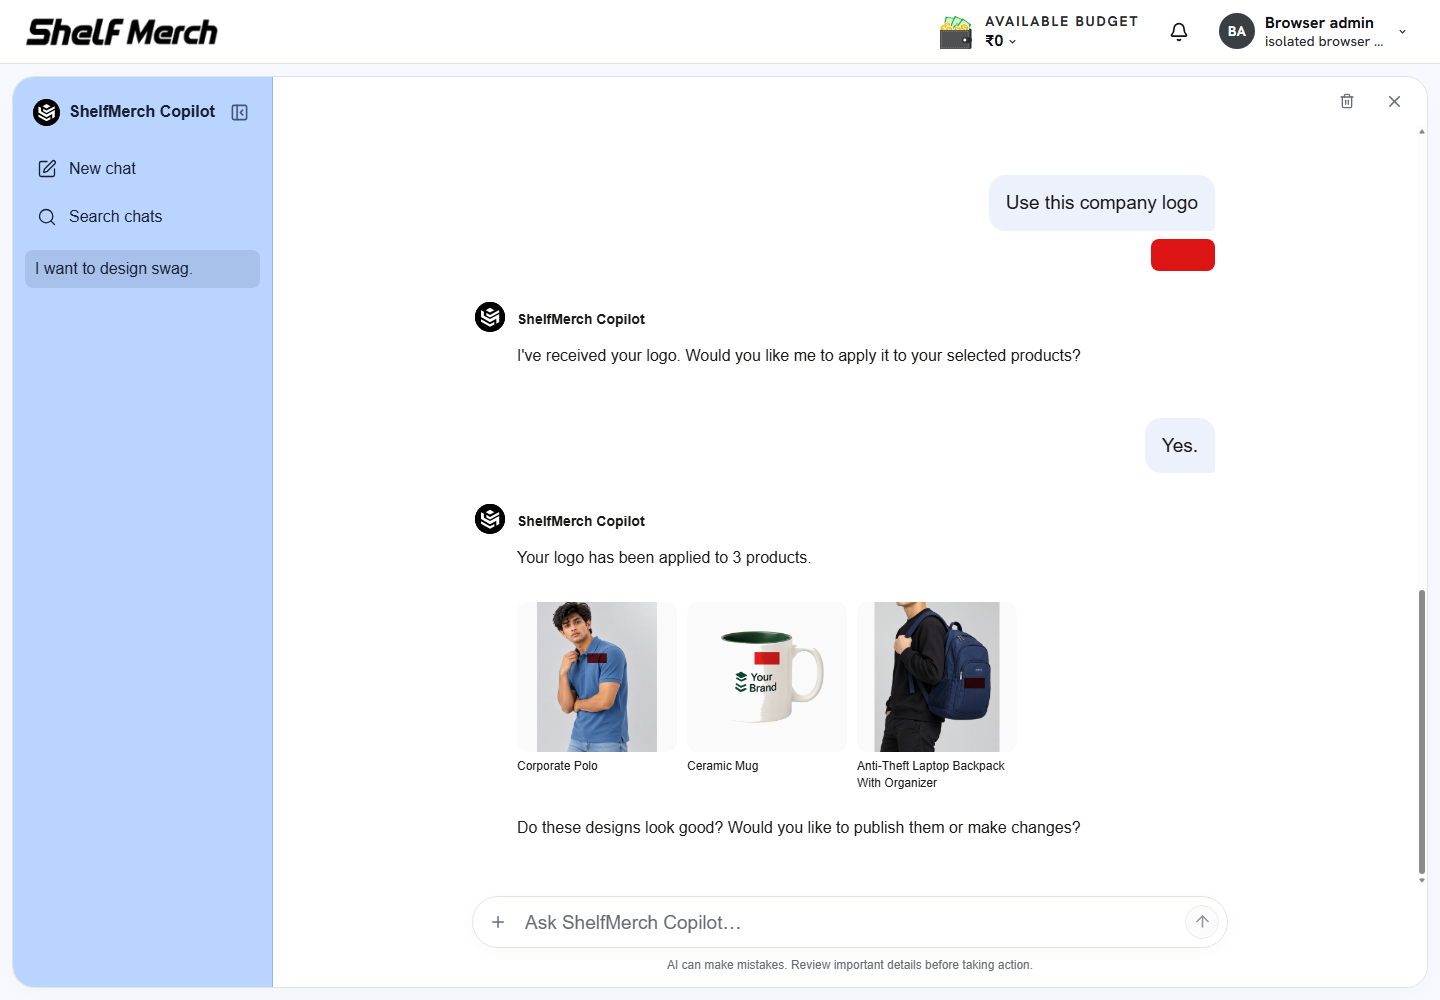 Shelf Merch
AVAILABLE BUDGET
₹0
BA
Browser admin
isolated browser ...
ShelfMerch Copilot
New chat
Search chats
I want to design swag.
Use this company logo
ShelfMerch Copilot
I've received your logo. Would you like me to apply it to your selected products?
Yes.
ShelfMerch Copilot
Your logo has been applied to 3 products.
Your
Brand
Corporate Polo
Ceramic Mug
Anti-Theft Laptop Backpack
With Organizer
Do these designs look good? Would you like to publish them or make changes?
Ask ShelfMerch Copilot...
AI can make mistakes. Review important details before taking action.